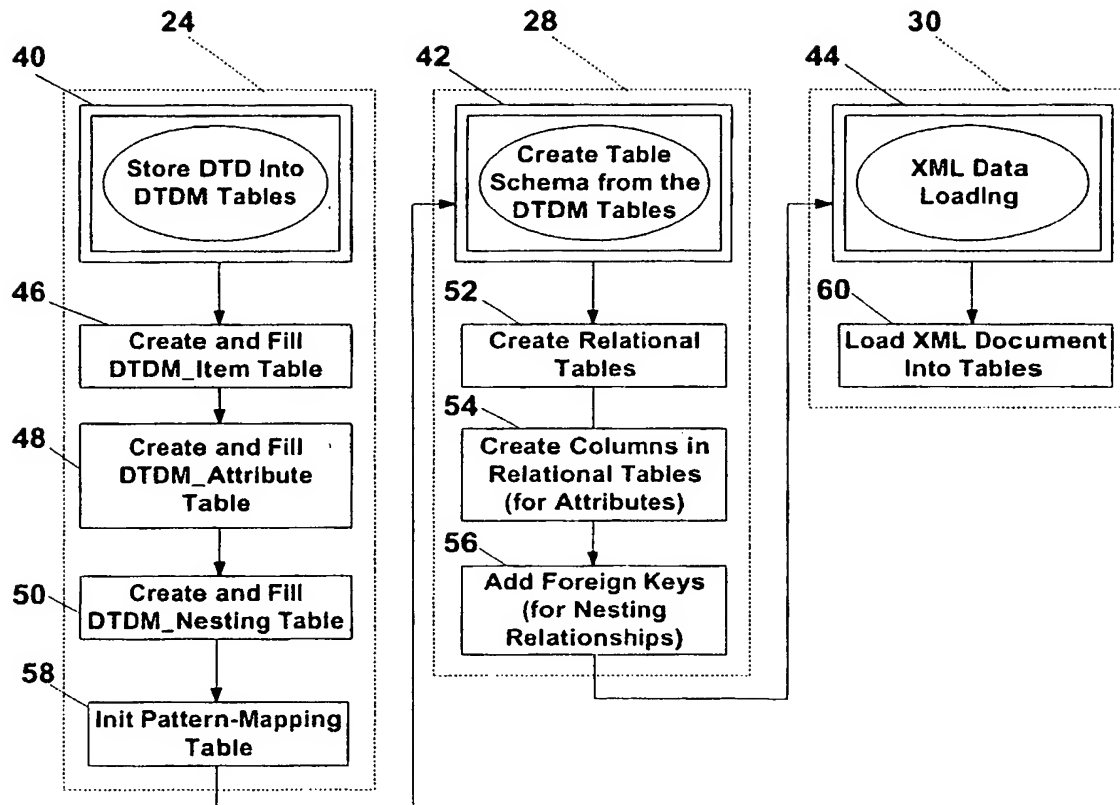 24
40
Store DTD Into
DTDM Tables
46
Create and Fill
DTDM_Item Table
48
Create and Fill
DTDM_Attribute
Table
50
Create and Fill
DTDM_Nesting Table
58
Init Pattern-Mapping
Table
28
42
Create Table
Schema from the
DTDM Tables
52
Create Relational
Tables
54
Create Columns in
Relational Tables
(for Attributes)
56
Add Foreign Keys
(for Nesting
Relationships)
30
44
XML Data
Loading
60
Load XML Document
Into Tables